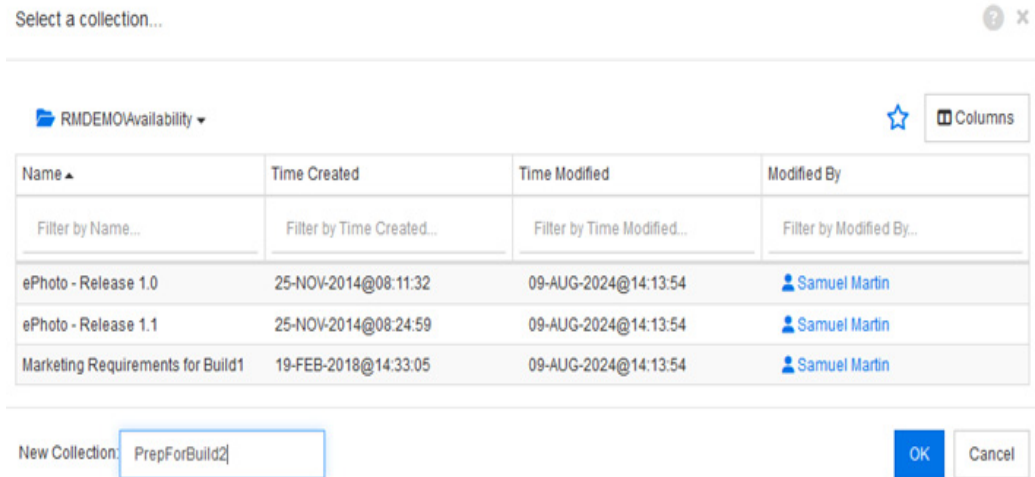 Select a collection...
RMDEMO\Availability
Columns
Name Time Created Time Modified Modified By
Filter by Name... Filter by Time Created... Filter by Time Modified... Filter by Modified By...
ePhoto - Release 1.0 25-NOV-2014@08:11:32 09-AUG-2024@14:13:54 Samuel Martin
ePhoto - Release 1.1 25-NOV-2014@08:24:59 09-AUG-2024@14:13:54 Samuel Martin
Marketing Requirements for Build1 19-FEB-2018@14:33:05 09-AUG-2024@14:13:54 Samuel Martin
New Collection: PrepForBuild2 OK Cancel